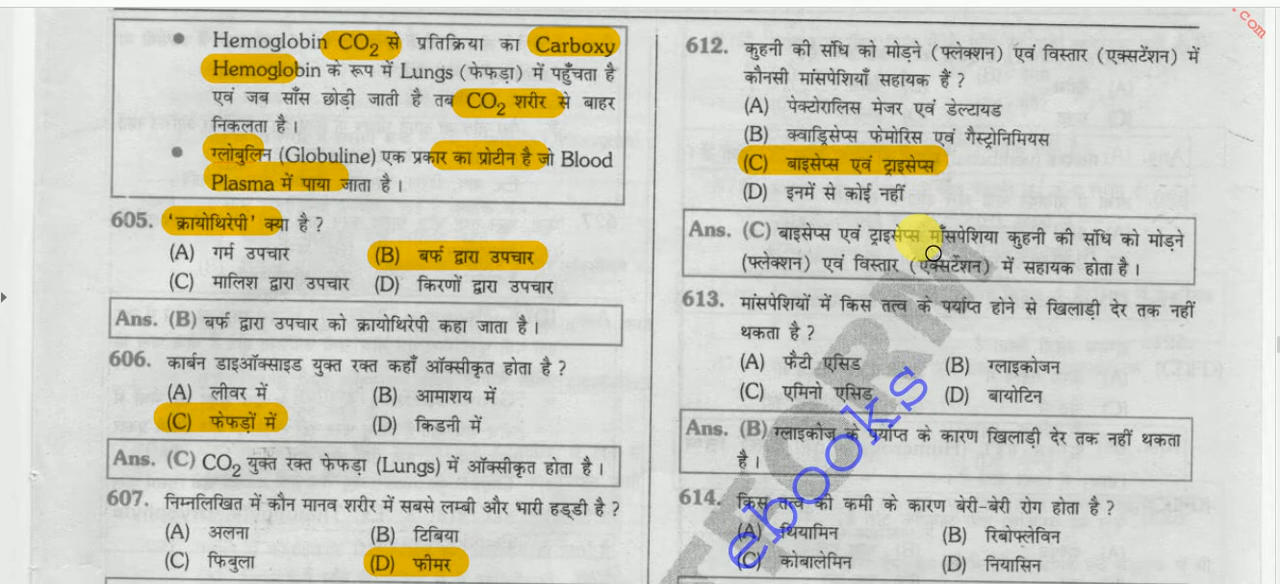 • Hemoglobin CO₂ से प्रतिक्रिया का Carboxy
Hemoglobin के रूप में Lungs (फेफड़ा) में पहुँचता है
एवं जब साँस छोड़ी जाती है तब CO₂ शरीर से बाहर
निकलता है।
• ग्लोबुलिन (Globuline) एक प्रकार का प्रोटीन है जो Blood
Plasma में पाया जाता है।
605. 'क्रायोथिरेपी' क्या है?
(A) गर्म उपचार (B) बर्फ द्वारा उपचार
(C) मालिश द्वारा उपचार (D) किरणों द्वारा उपचार
Ans. (B) बर्फ द्वारा उपचार को क्रायोथिरेपी कहा जाता है।
606. कार्बन डाइऑक्साइड युक्त रक्त कहाँ ऑक्सीकृत होता है?
(A) लीवर में (B) आमाशय में
(C) फेफड़ों में (D) किडनी में
Ans. (C) CO₂ युक्त रक्त फेफड़ा (Lungs) में ऑक्सीकृत होता है।
607. निम्नलिखित में कौन मानव शरीर में सबसे लम्बी और भारी हड्डी है?
(A) अलना (B) टिबिया
(C) फिबुला (D) फीमर
612. कुहनी की संधि को मोड़ने (फ्लेक्शन) एवं विस्तार (एक्सटेंशन) में
कौनसी मांसपेशियाँ सहायक हैं?
(A) पेक्टोरालिस मेजर एवं डेल्टायड
(B) क्वाड्रिसेप्स फेमोरिस एवं गैस्ट्रोनिमियस
(C) बाइसेप्स एवं ट्राइसेप्स
(D) इनमें से कोई नहीं
Ans. (C) बाइसेप्स एवं ट्राइसेप्स माँसपेशिया कुहनी की संधि को मोड़ने
(फ्लेक्शन) एवं विस्तार (एक्सटेंशन) में सहायक होता है।
613. मांसपेशियों में किस तत्व के पर्याप्त होने से खिलाड़ी देर तक नहीं
थकता है?
(A) फैटी एसिड (B) ग्लाइकोजन
(C) एमिनो एसिड (D) बायोटिन
Ans. (B) ग्लाइकोज के पर्याप्त के कारण खिलाड़ी देर तक नहीं थकता
है।
614. किस तत्व की कमी के कारण बेरी-बेरी रोग होता है?
(A) थियामिन (B) रिबोफ्लेविन
(C) कोबालेमिन (D) नियासिन
ebooks
.com